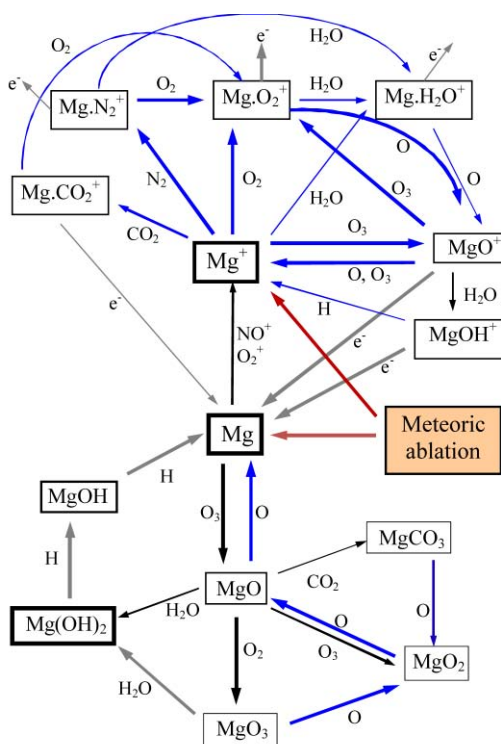 O₂
H₂O
e⁻
e⁻
Mg.N₂⁺
O₂
Mg.O₂⁺
H₂O
Mg.H₂O⁺
e⁻
O
O
Mg.CO₂⁺
N₂
O₂
H₂O
O₃
CO₂
Mg⁺
O₃
MgO⁺
O, O₃
H₂O
H
MgOH⁺
e⁻
NO⁺
O₂⁺
e⁻
e⁻
Mg
Meteoric
ablation
H
MgOH
O₃
O
MgCO₃
H
MgO
CO₂
H₂O
O
O
Mg(OH)₂
O₃
O₂
MgO₂
H₂O
O
MgO₃